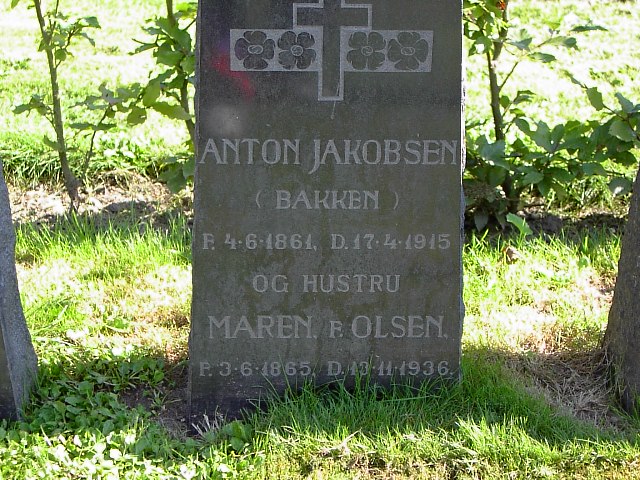 ANTON JAKOBSEN
( BAKKEN )
F. 4·6·1861, D. 17·4·1915
OG HUSTRU
MAREN. F. OLSEN.
F. 3·6·1865. D. 13·11·1936.